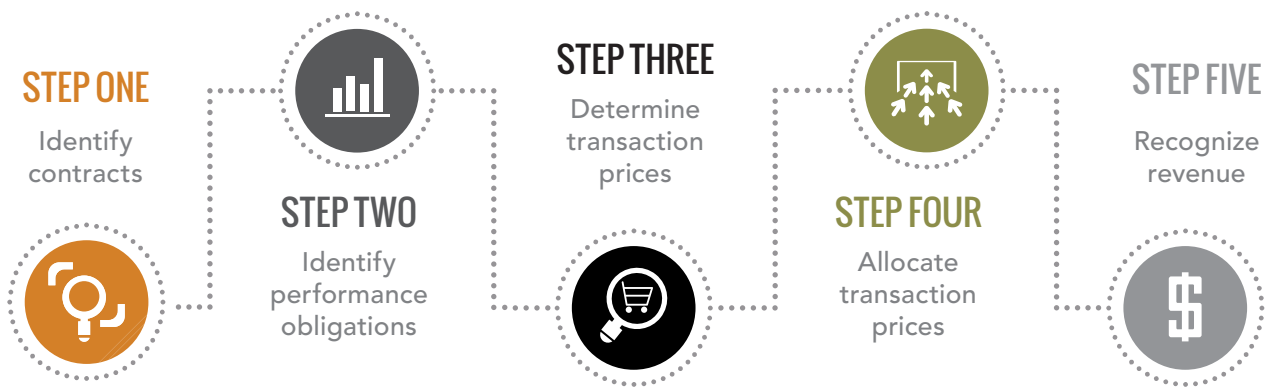 STEP ONE
Identify
contracts
STEP TWO
Identify
performance
obligations
STEP THREE
Determine
transaction
prices
STEP FOUR
Allocate
transaction
prices
STEP FIVE
Recognize
revenue
$